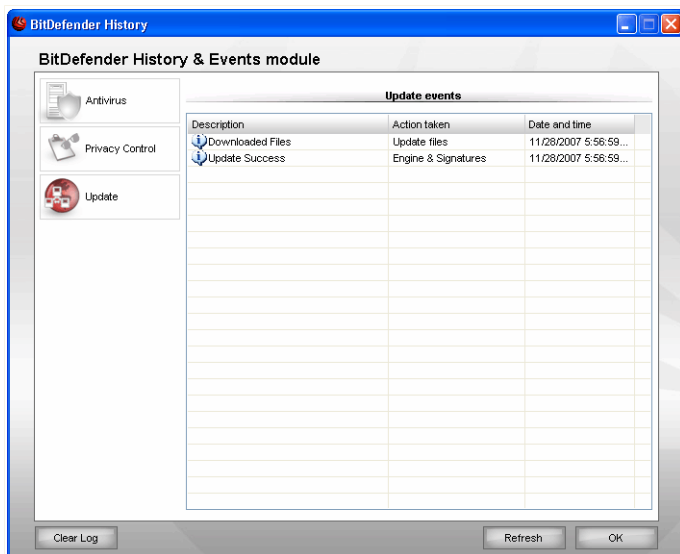 BitDefender History
BitDefender History & Events module
Antivirus
Privacy Control
Update
Update events
Description Action taken Date and time
Downloaded Files Update files 11/28/2007 5:56:59...
Update Success Engine & Signatures 11/28/2007 5:56:59...
Clear Log Refresh OK